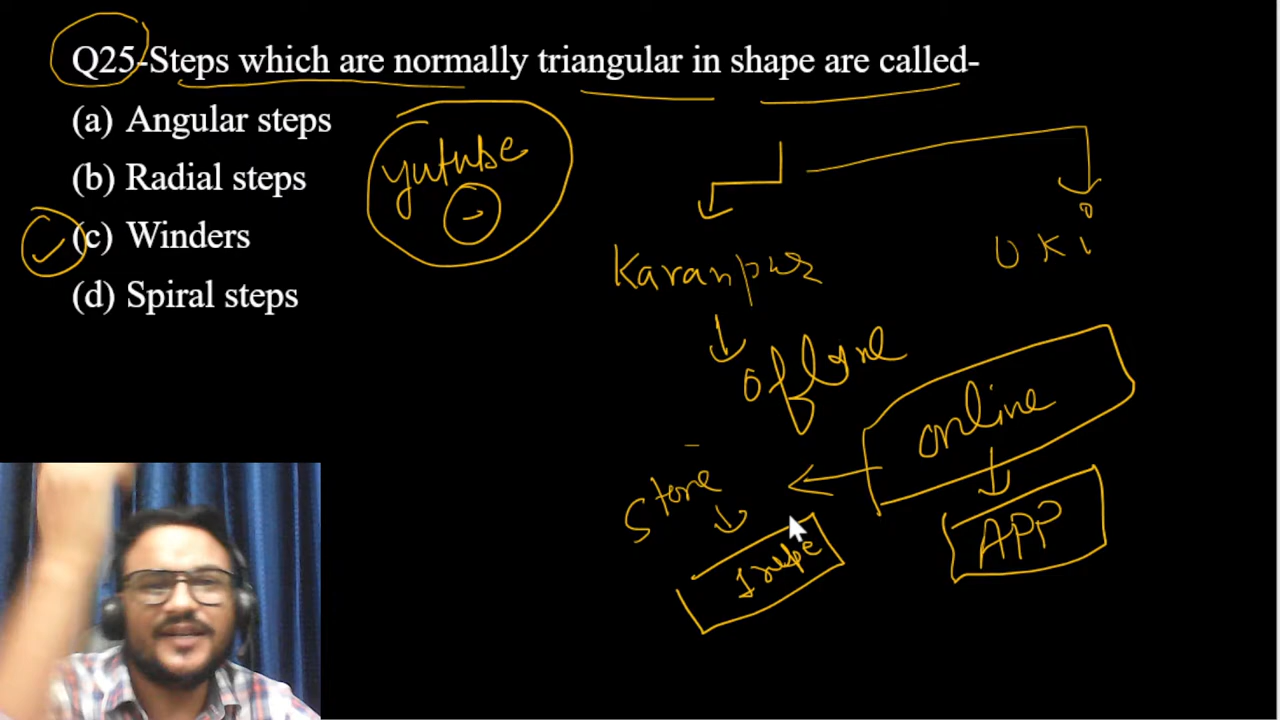 Q25-Steps which are normally triangular in shape are called-
(a) Angular steps
(b) Radial steps
(c) Winders
(d) Spiral steps
yutube
Karanpur
UKi
offline
online
Store
APP